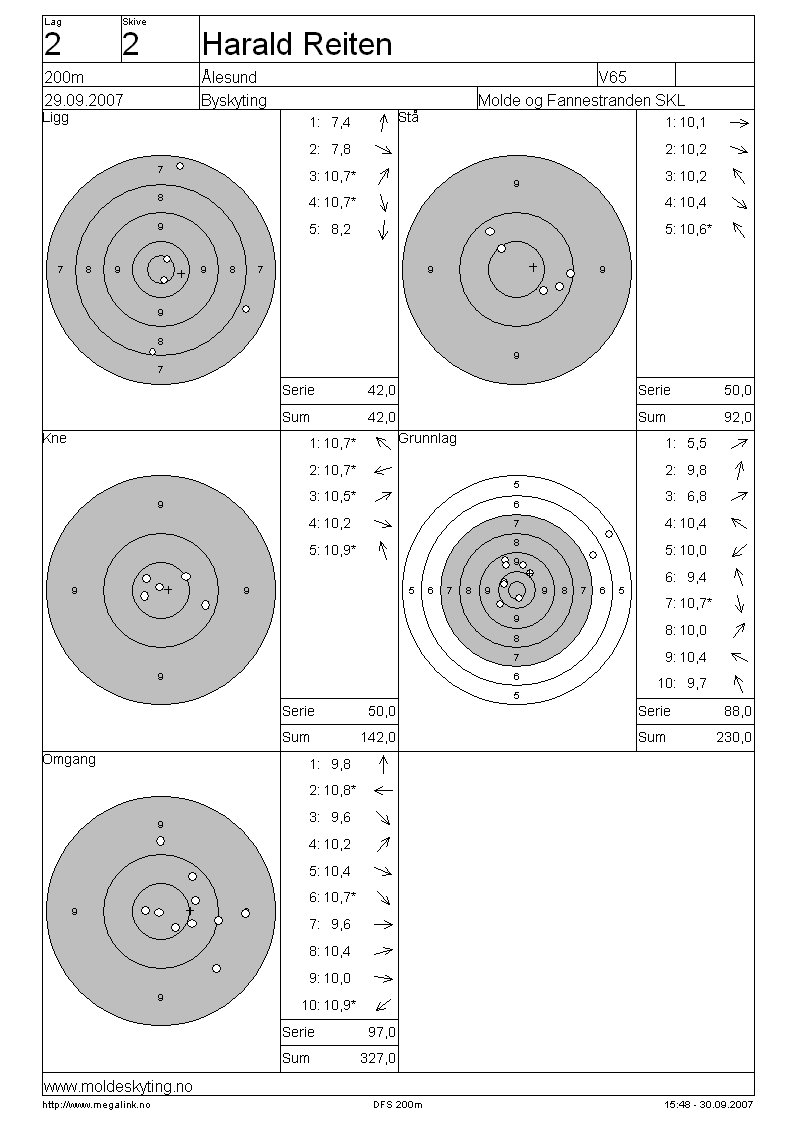 Lag Skive
2 2 Harald Reiten
200m Ålesund V65
29.09.2007 Byskyting Molde og Fannestranden SKL
Ligg
1: 7,4
2: 7,8
3: 10,7*
4: 10,7*
5: 8,2
7
8
9
7 8 9 9 8 7
9
8
7
Serie 42,0
Sum 42,0
Stå
1: 10,1
2: 10,2
3: 10,2
4: 10,4
5: 10,6*
9
9 9
9
Serie 50,0
Sum 92,0
Kne
1: 10,7*
2: 10,7*
3: 10,5*
4: 10,2
5: 10,9*
9
9 9
9
Serie 50,0
Sum 142,0
Grunnlag
1: 5,5
2: 9,8
3: 6,8
4: 10,4
5: 10,0
6: 9,4
7: 10,7*
8: 10,0
9: 10,4
10: 9,7
5
6
7
8
9
5 6 7 8 9 9 8 7 6 5
9
8
7
6
5
Serie 88,0
Sum 230,0
Omgang
1: 9,8
2: 10,8*
3: 9,6
4: 10,2
5: 10,4
6: 10,7*
7: 9,6
8: 10,4
9: 10,0
10: 10,9*
9
9 9
9
Serie 97,0
Sum 327,0
www.moldeskyting.no
http://www.megalink.no DFS 200m 15:48 - 30.09.2007